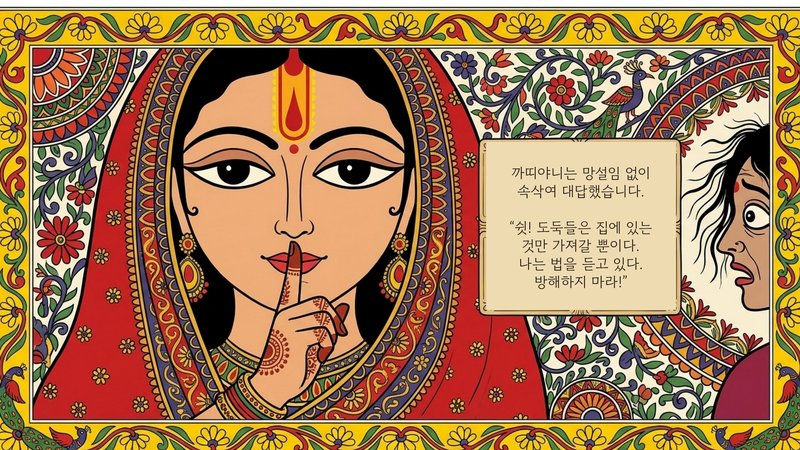 까띠야니는 망설임 없이
속삭여 대답했습니다.
“쉿! 도둑들은 집에 있는
것만 가져갈 뿐이다.
나는 법을 듣고 있다.
방해하지 마라!”